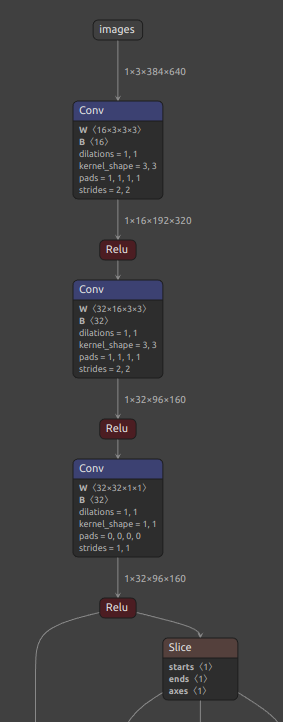 images
1×3×384×640
Conv
W ⟨16×3×3×3⟩
B ⟨16⟩
dilations = 1, 1
kernel_shape = 3, 3
pads = 1, 1, 1, 1
strides = 2, 2
1×16×192×320
Relu
Conv
W ⟨32×16×3×3⟩
B ⟨32⟩
dilations = 1, 1
kernel_shape = 3, 3
pads = 1, 1, 1, 1
strides = 2, 2
1×32×96×160
Relu
Conv
W ⟨32×32×1×1⟩
B ⟨32⟩
dilations = 1, 1
kernel_shape = 1, 1
pads = 0, 0, 0, 0
strides = 1, 1
1×32×96×160
Relu
Slice
starts ⟨1⟩
ends ⟨1⟩
axes ⟨1⟩